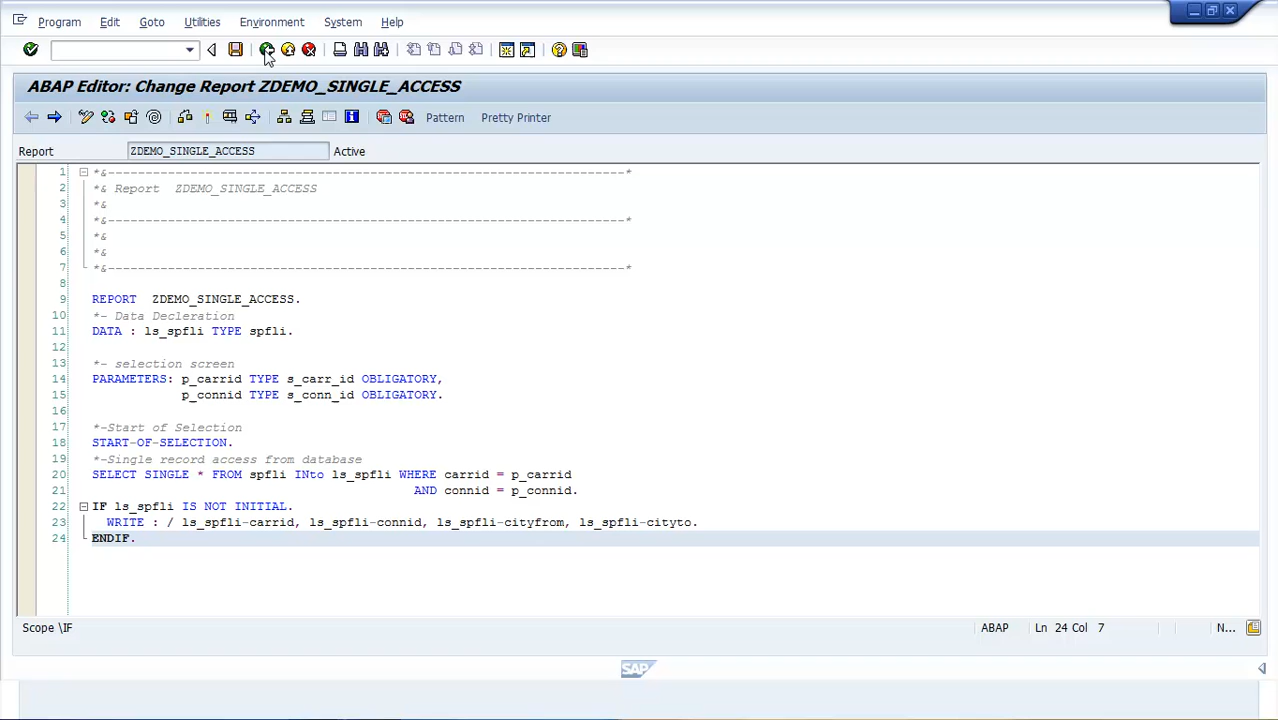 Program Edit Goto Utilities Environment System Help
ABAP Editor: Change Report ZDEMO_SINGLE_ACCESS
Pattern Pretty Printer
Report ZDEMO_SINGLE_ACCESS Active
1 *&---------------------------------------------------------------------*
2 *& Report  ZDEMO_SINGLE_ACCESS
3 *&
4 *&---------------------------------------------------------------------*
5 *&
6 *&
7 *&---------------------------------------------------------------------*
8
9 REPORT  ZDEMO_SINGLE_ACCESS.
10 *- Data Decleration
11 DATA : ls_spfli TYPE spfli.
12
13 *- selection screen
14 PARAMETERS: p_carrid TYPE s_carr_id OBLIGATORY,
15             p_connid TYPE s_conn_id OBLIGATORY.
16
17 *-Start of Selection
18 START-OF-SELECTION.
19 *-Single record access from database
20 SELECT SINGLE * FROM spfli INto ls_spfli WHERE carrid = p_carrid
21                                            AND connid = p_connid.
22 IF ls_spfli IS NOT INITIAL.
23   WRITE : / ls_spfli-carrid, ls_spfli-connid, ls_spfli-cityfrom, ls_spfli-cityto.
24 ENDIF.
Scope \IF ABAP Ln 24 Col 7 N...
SAP